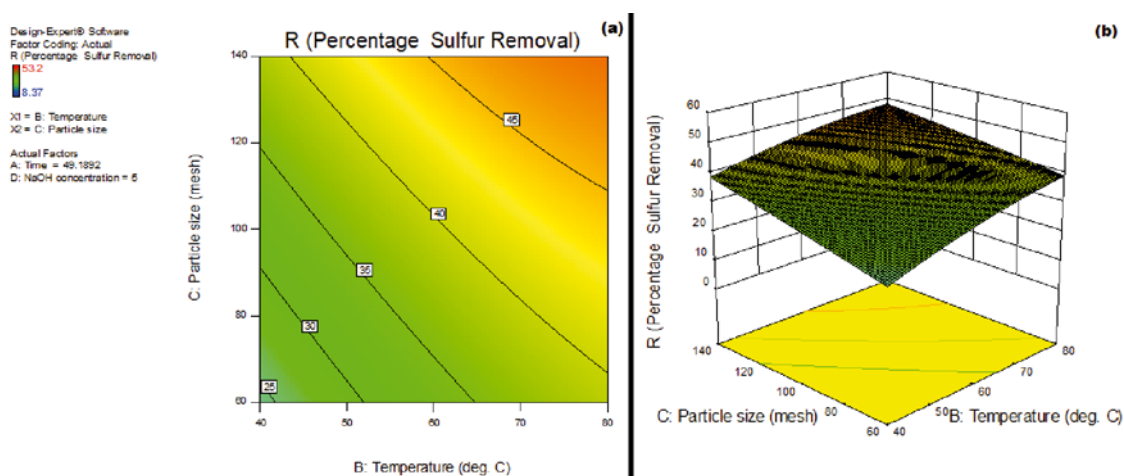 Design-Expert® Software
Factor Coding: Actual
R (Percentage Sulfur Removal)
53.2
8.37
X1 = B: Temperature
X2 = C: Particle size
Actual Factors
A: Time = 49.1892
D: NaOH concentration = 6
R (Percentage Sulfur Removal)
(a)
C: Particle size (mesh)
140
120
100
80
60
40
50
60
70
80
B: Temperature (deg. C)
25
30
35
40
45
(b)
R (Percentage Sulfur Removal)
60
50
40
30
20
10
0
140
120
100
80
60
C: Particle size (mesh)
40
50
60
70
80
B: Temperature (deg. C)